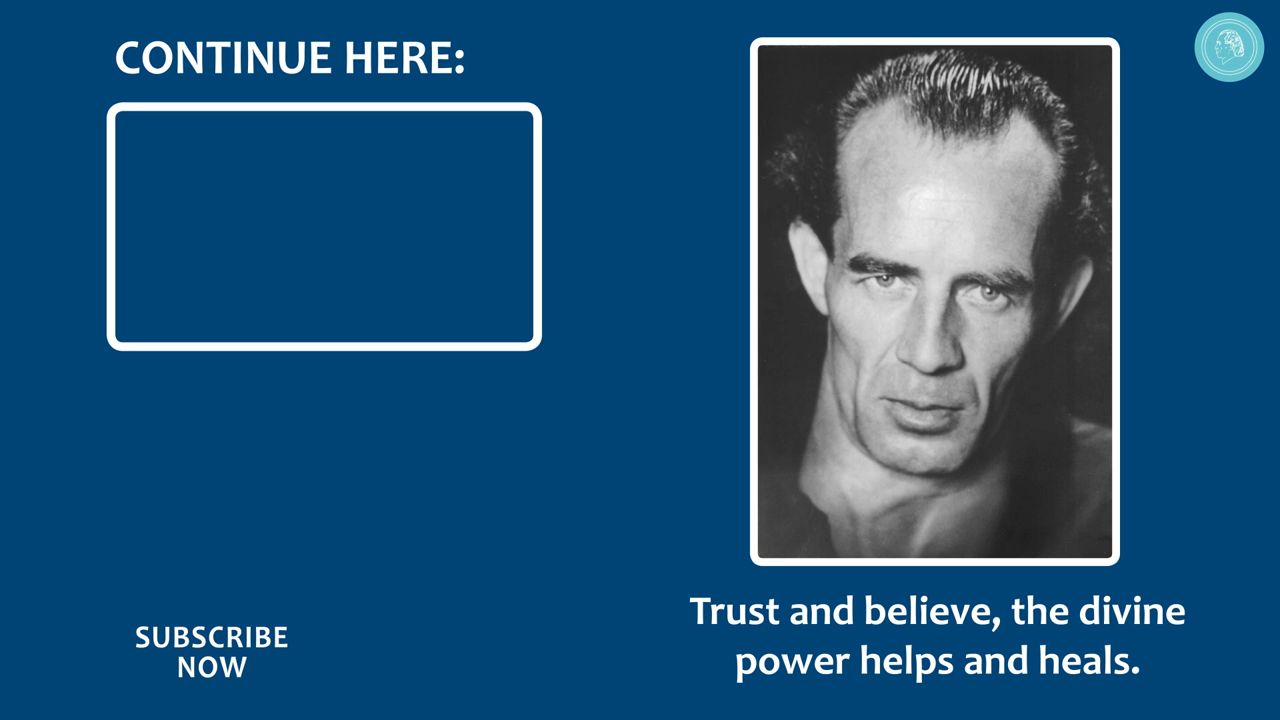 CONTINUE HERE:
SUBSCRIBE
NOW
Trust and believe, the divine
power helps and heals.